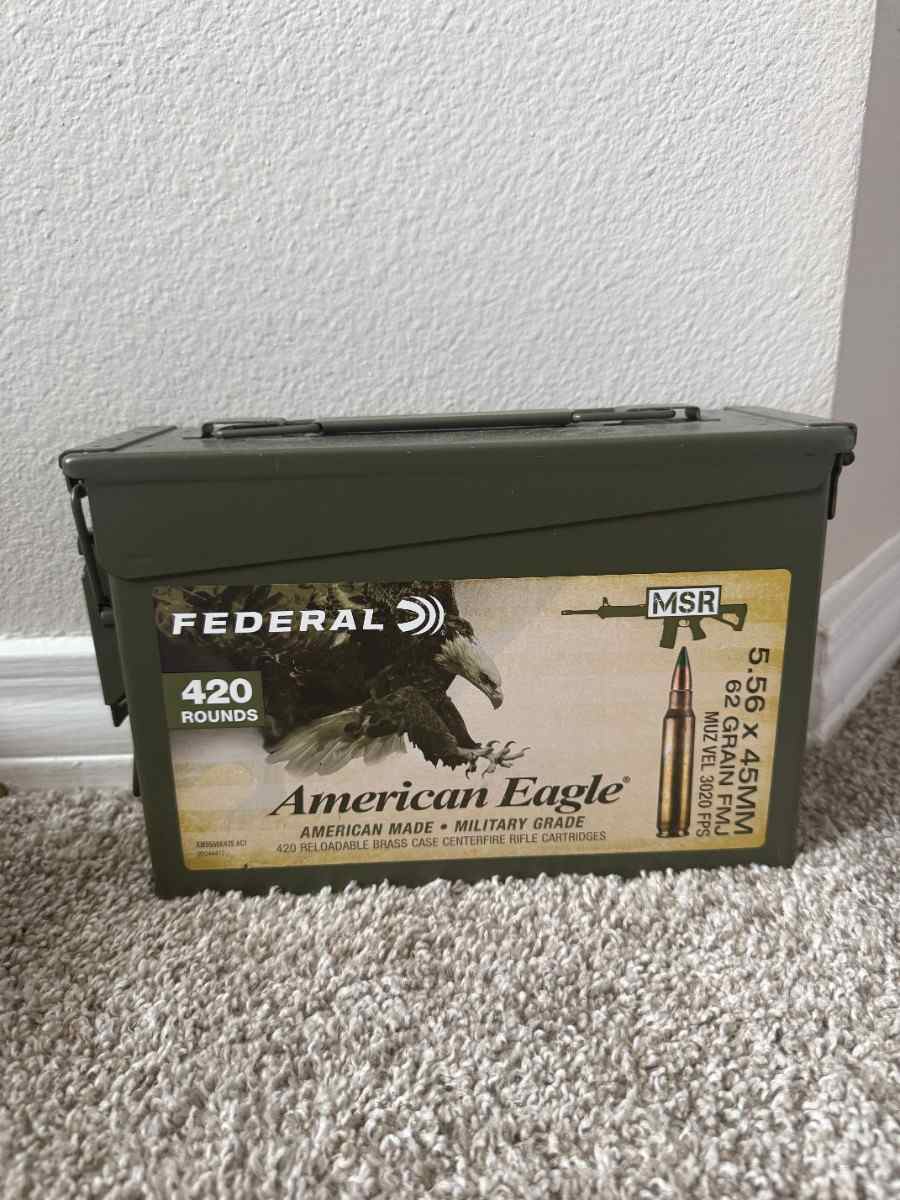 FEDERAL
MSR
420
ROUNDS
5.56 x 45MM
62 GRAIN FMJ
MUZ VEL 3020 FPS
American Eagle®
AMERICAN MADE • MILITARY GRADE
420 RELOADABLE BRASS CASE CENTERFIRE RIFLE CARTRIDGES